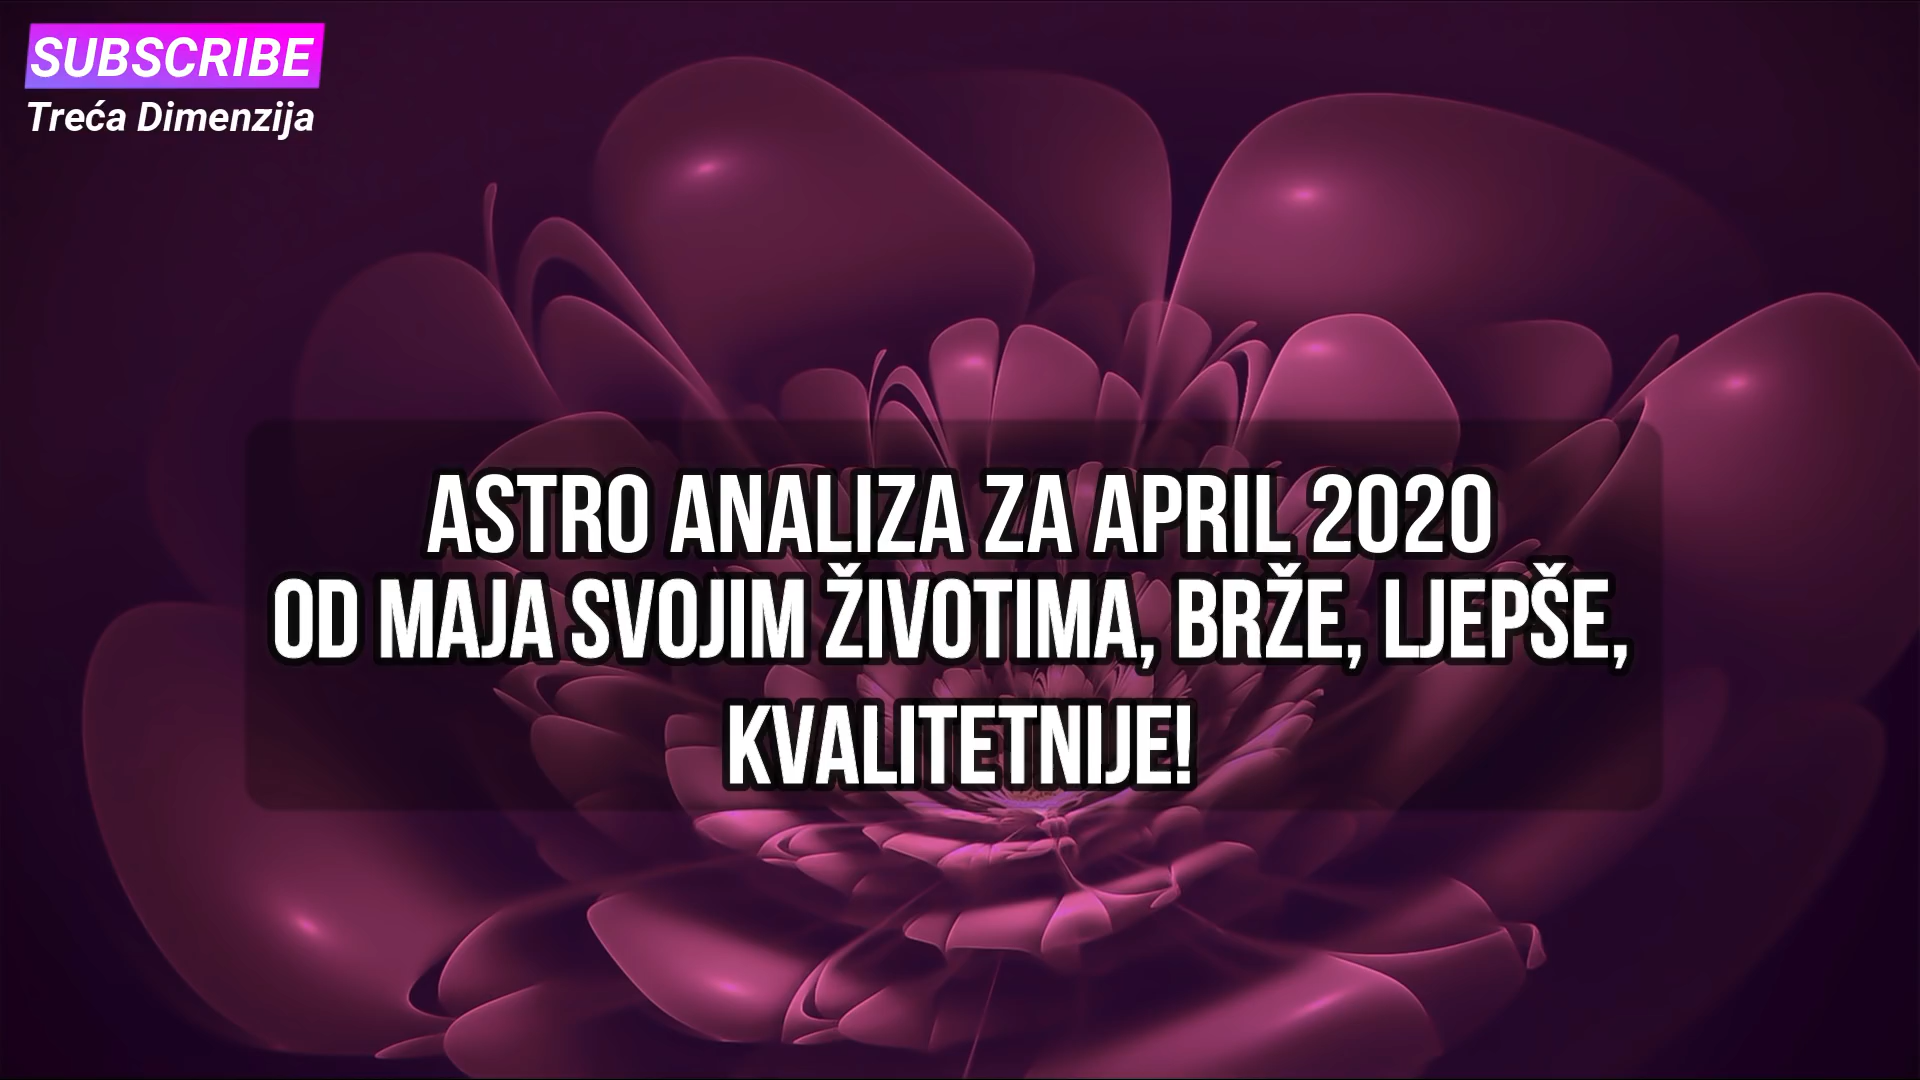 SUBSCRIBE
Treća Dimenzija
ASTRO ANALIZA ZA APRIL 2020
OD MAJA SVOJIM ŽIVOTIMA, BRŽE, LJEPŠE,
KVALITETNIJE!